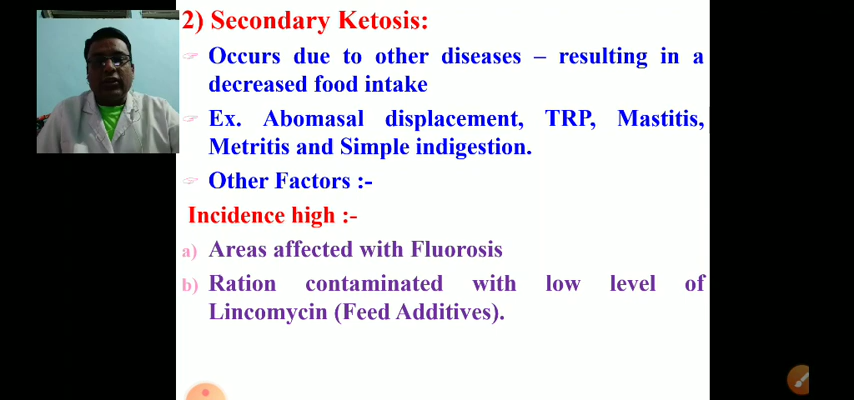 2) Secondary Ketosis:
☞ Occurs due to other diseases – resulting in a
decreased food intake
☞ Ex. Abomasal displacement, TRP, Mastitis,
Metritis and Simple indigestion.
☞ Other Factors :-
Incidence high :-
a) Areas affected with Fluorosis
b) Ration contaminated with low level of
Lincomycin (Feed Additives).